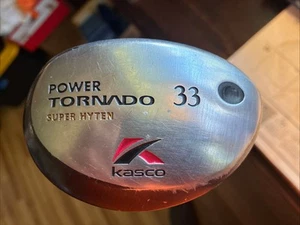 POWER
TORNADO 33
SUPER HYTEN
Kasco